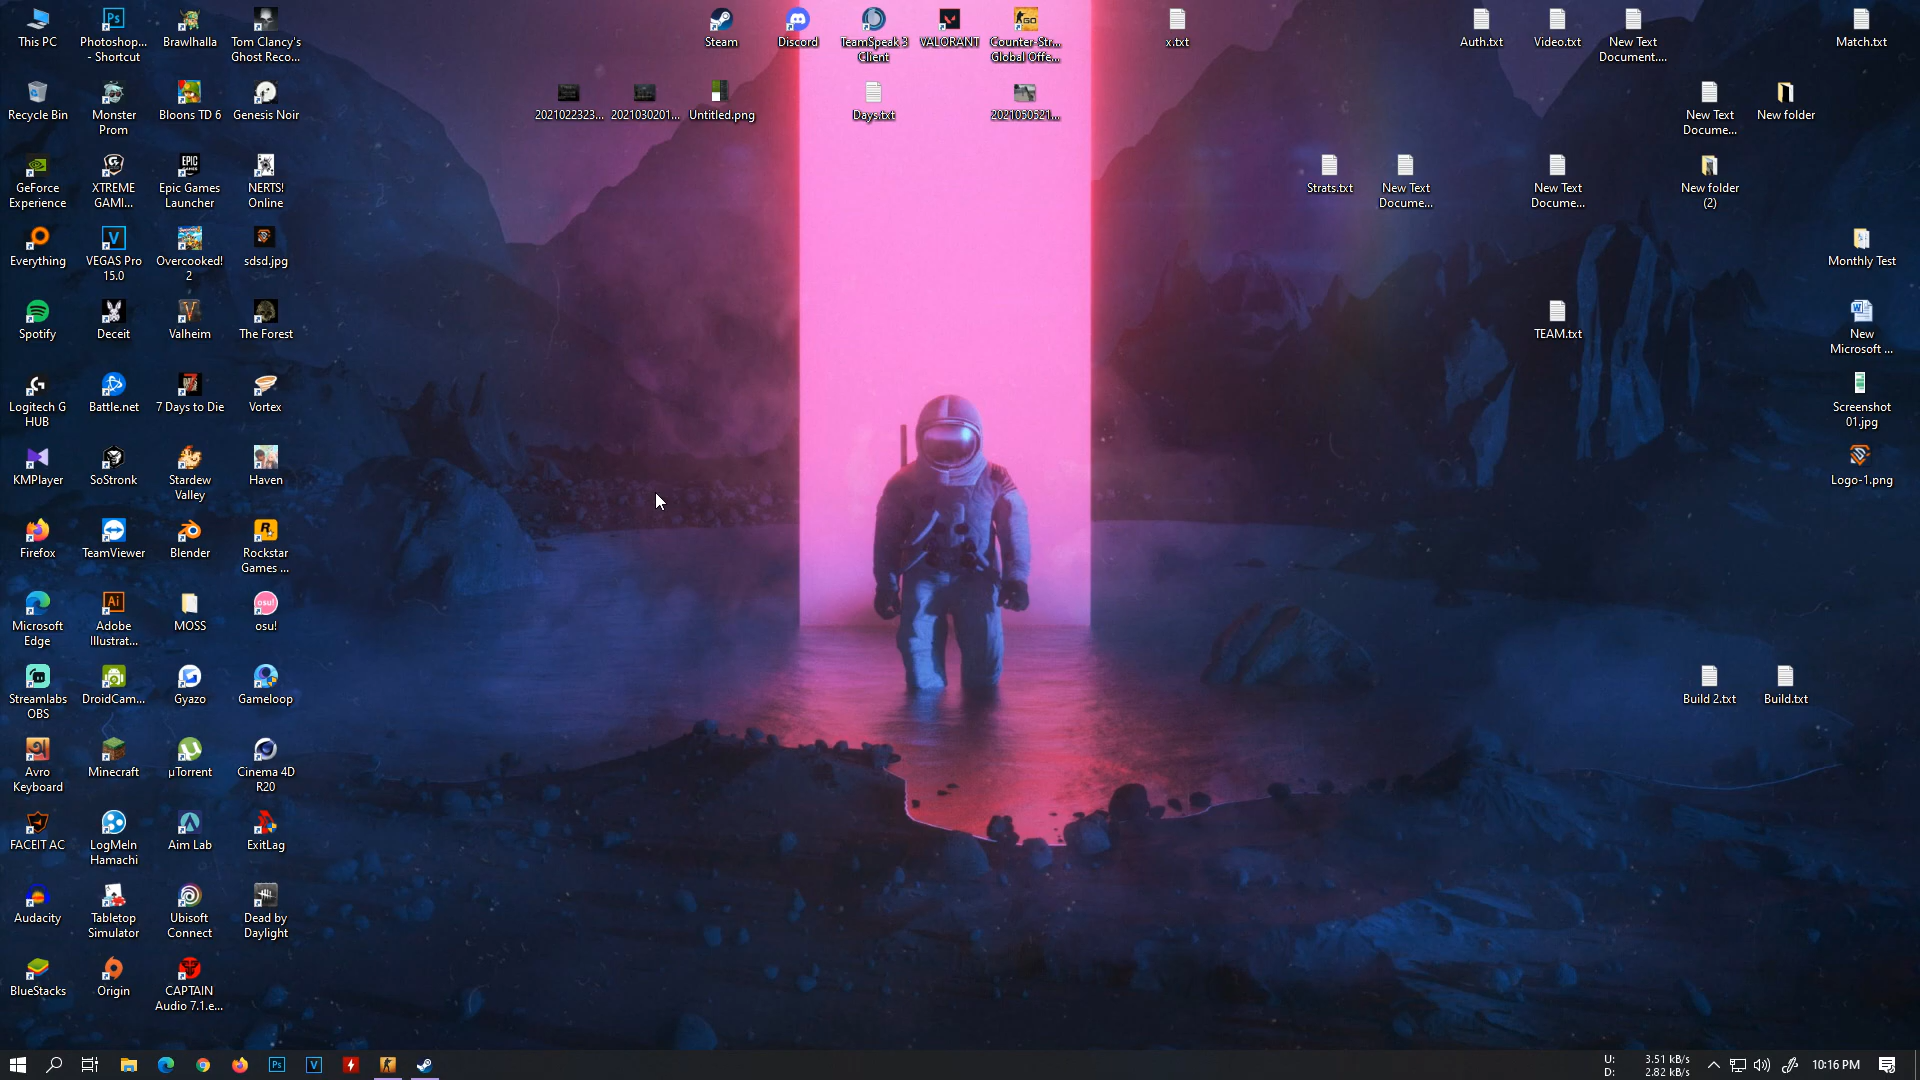 This PC
Photoshop...
- Shortcut
Brawlhalla
Tom Clancy's
Ghost Reco...
Steam
Discord
TeamSpeak 3
Client
VALORANT
Counter-Str...
Global Offe...
x.txt
Auth.txt
Video.txt
New Text
Document....
Match.txt
Recycle Bin
Monster
Prom
Bloons TD 6
Genesis Noir
2021022323...
2021030201...
Untitled.png
Days.txt
2021050521...
New Text
Docume...
New folder
GeForce
Experience
XTREME
GAMI...
Epic Games
Launcher
NERTS!
Online
Strats.txt
New Text
Docume...
New Text
Docume...
New folder
(2)
Everything
VEGAS Pro
15.0
Overcooked!
2
sdsd.jpg
Monthly Test
Spotify
Deceit
Valheim
The Forest
TEAM.txt
New
Microsoft ...
Logitech G
HUB
Battle.net
7 Days to Die
Vortex
Screenshot
01.jpg
KMPlayer
SoStronk
Stardew
Valley
Haven
Logo-1.png
Firefox
TeamViewer
Blender
Rockstar
Games ...
Microsoft
Edge
Adobe
Illustrat...
MOSS
osu!
Streamlabs
OBS
DroidCam...
Gyazo
Gameloop
Build 2.txt
Build.txt
Avro
Keyboard
Minecraft
µTorrent
Cinema 4D
R20
FACEIT AC
LogMeIn
Hamachi
Aim Lab
ExitLag
Audacity
Tabletop
Simulator
Ubisoft
Connect
Dead by
Daylight
BlueStacks
Origin
CAPTAIN
Audio 7.1.e...
U: 3.51 kB/s
D: 2.82 kB/s
10:16 PM